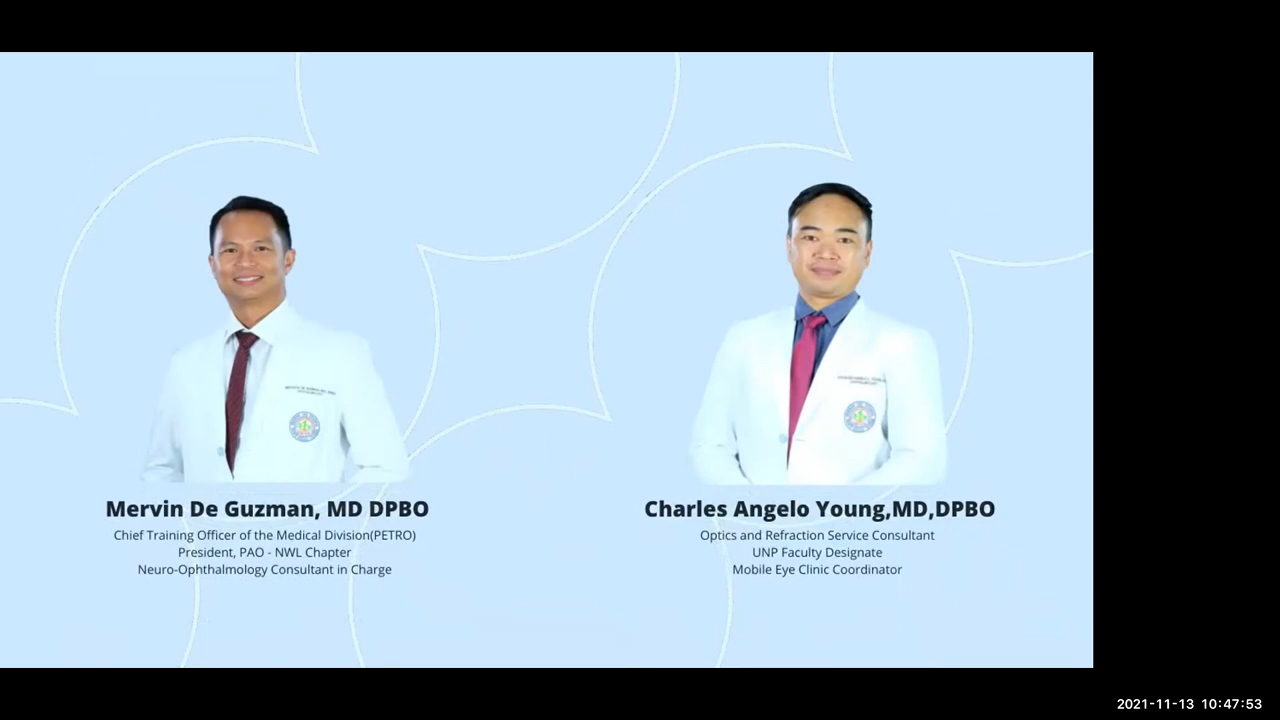 Mervin De Guzman, MD DPBO
Chief Training Officer of the Medical Division(PETRO)
President, PAO - NWL Chapter
Neuro-Ophthalmology Consultant in Charge
Charles Angelo Young,MD,DPBO
Optics and Refraction Service Consultant
UNP Faculty Designate
Mobile Eye Clinic Coordinator
2021-11-13 10:47:53